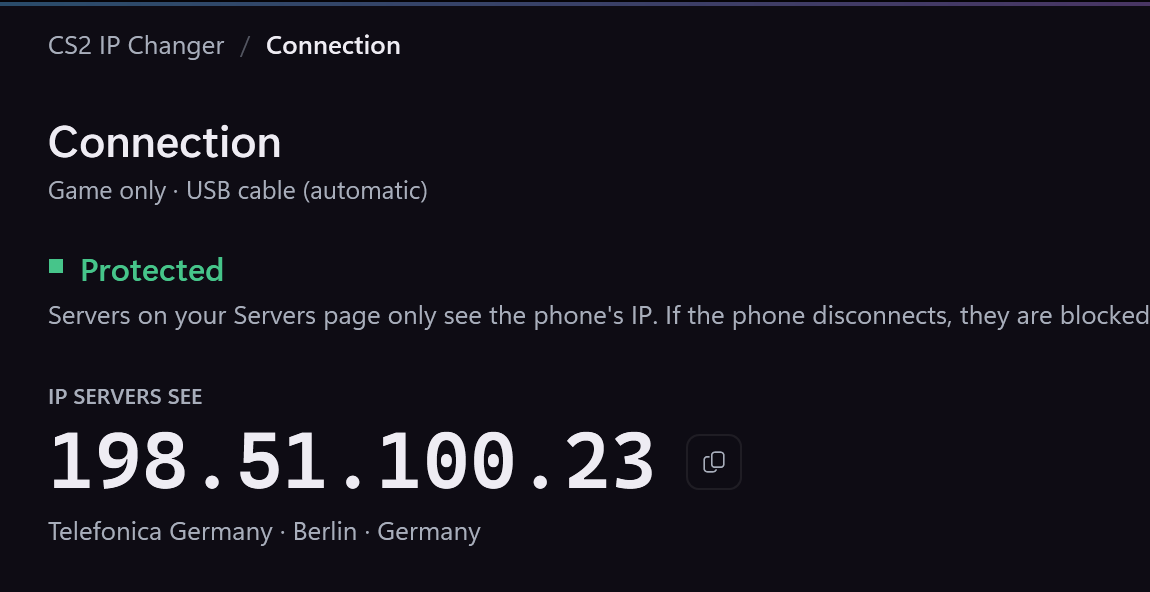 CS2 IP Changer / Connection
Connection
Game only · USB cable (automatic)
Protected
Servers on your Servers page only see the phone's IP. If the phone disconnects, they are blocked
IP SERVERS SEE
198.51.100.23
Telefonica Germany · Berlin · Germany